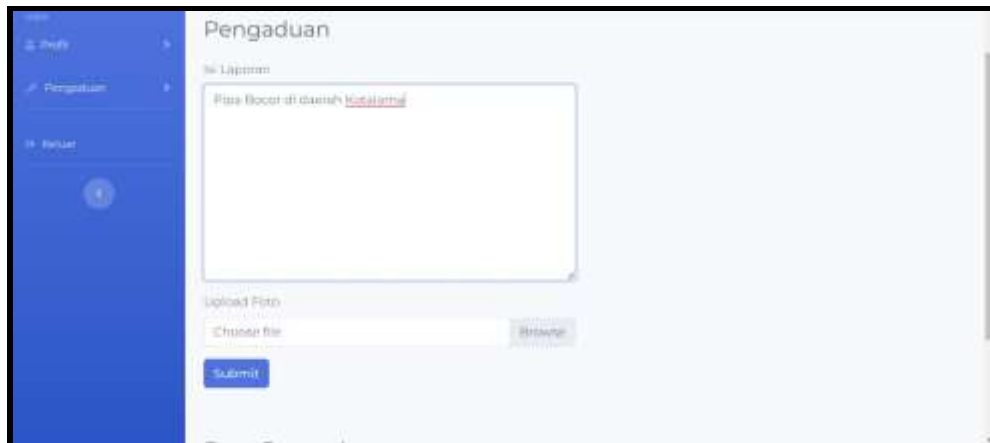 Profil
Pengaduan
Keluar
Pengaduan
Isi Laporan
Pipa Bocor di daerah Kotalama
Upload Foto
Choose file
Browse
Submit